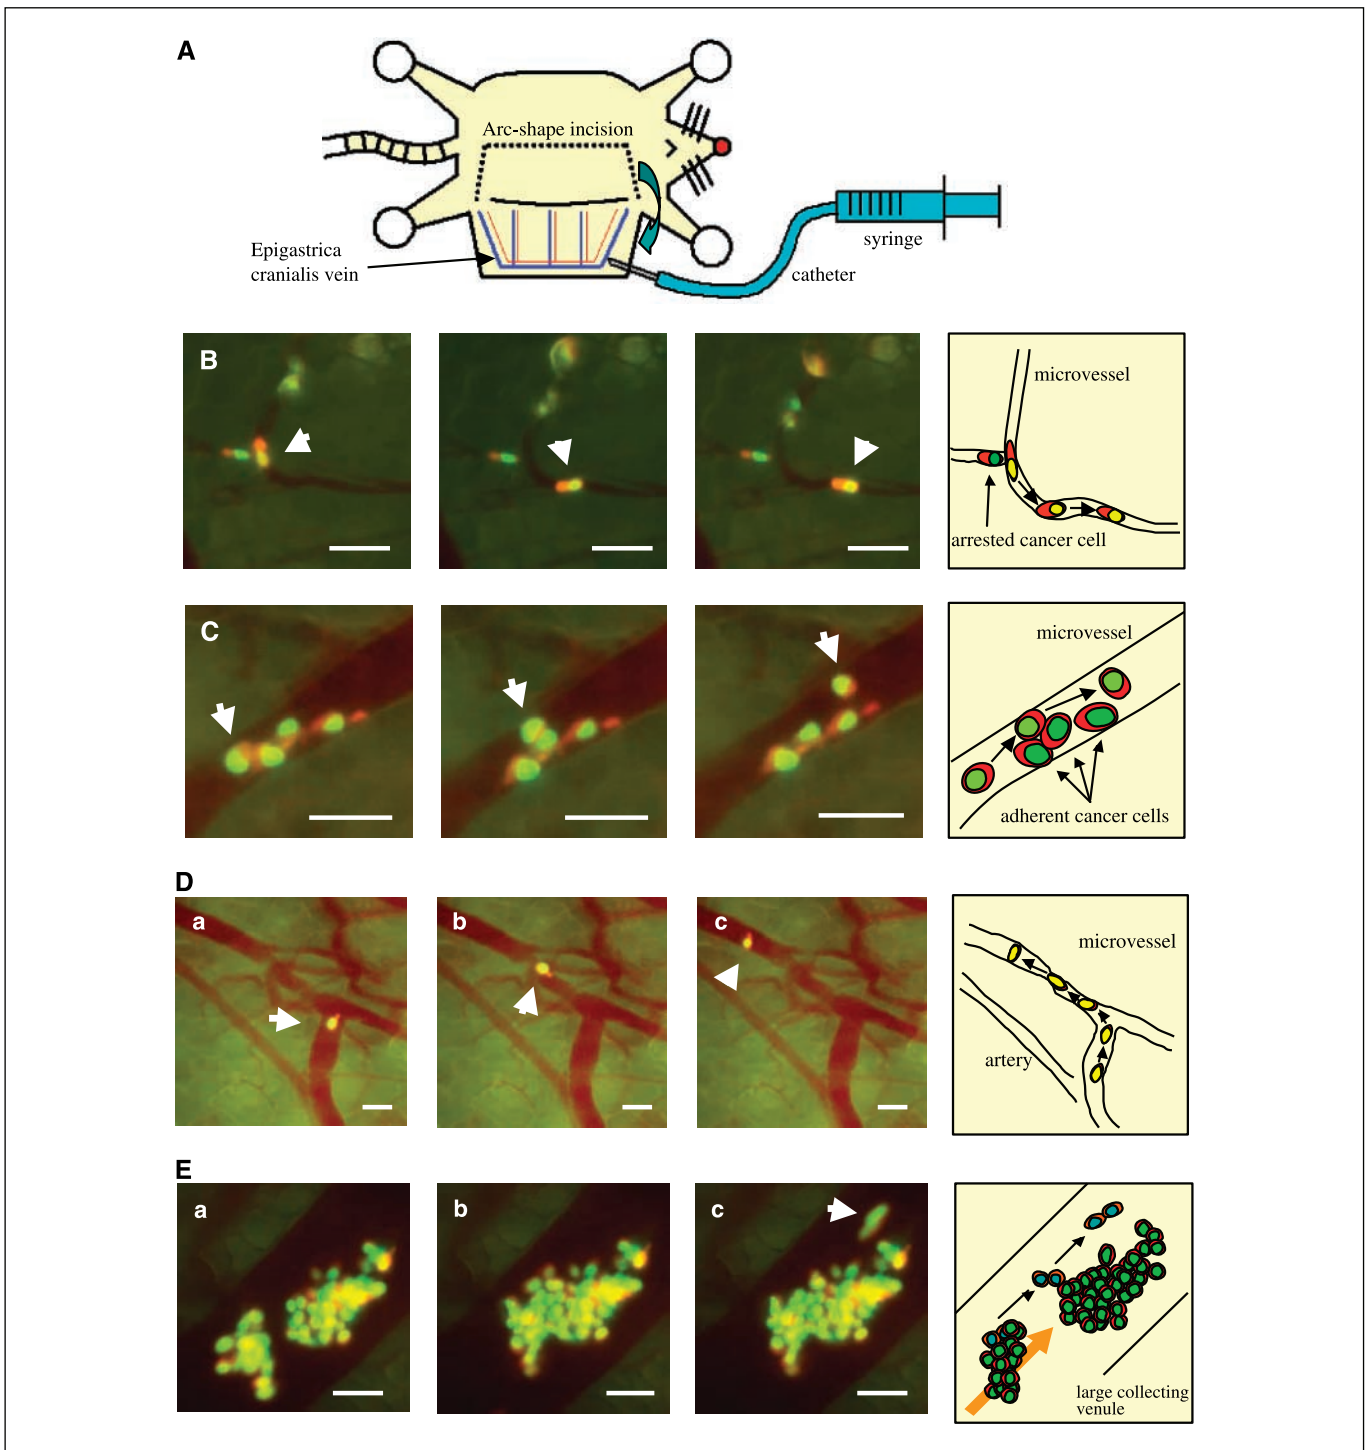 A
Arc-shape incision
Epigastrica
cranialis vein
syringe
catheter
B
microvessel
arrested cancer cell
C
microvessel
adherent cancer cells
D
a
b
c
microvessel
artery
E
a
b
c
large collecting
venule